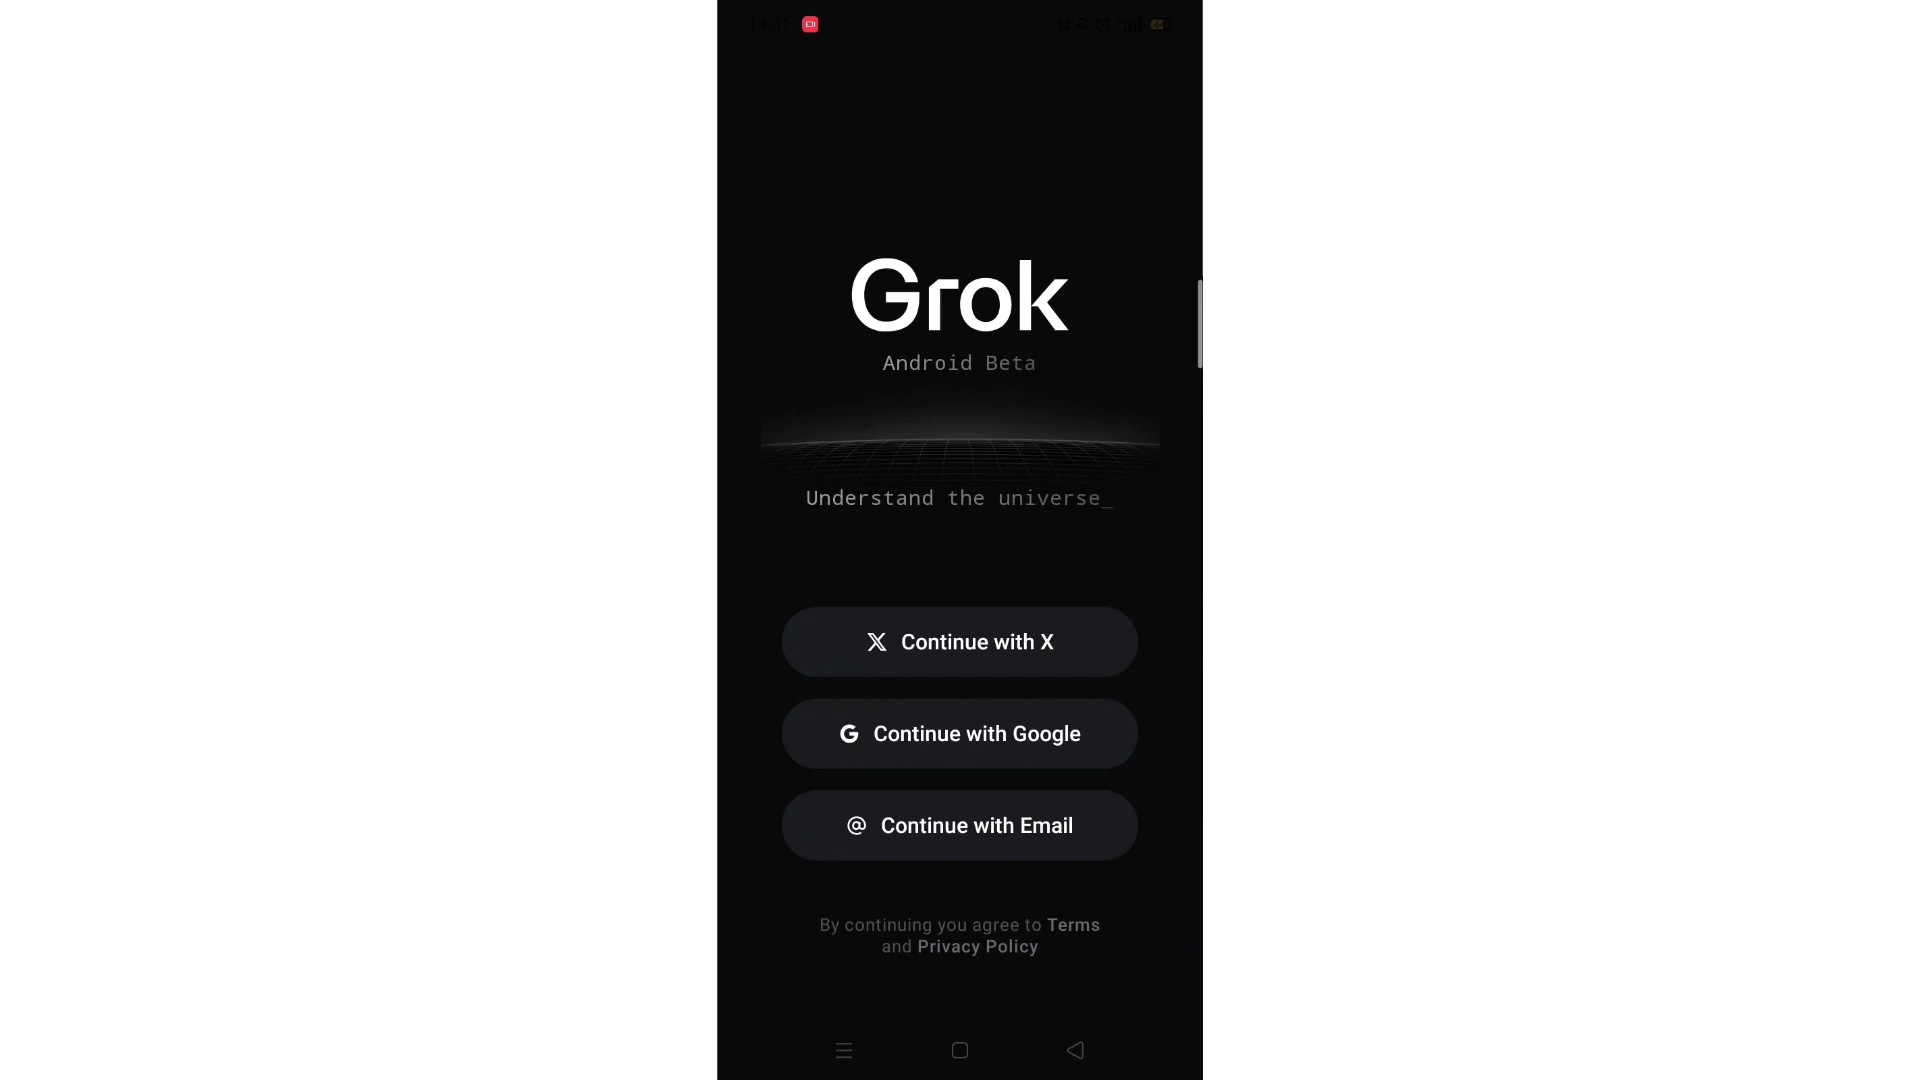 14:31
Grok
Android Beta
Understand the universe_
X Continue with X
G Continue with Google
@ Continue with Email
By continuing you agree to Terms
and Privacy Policy